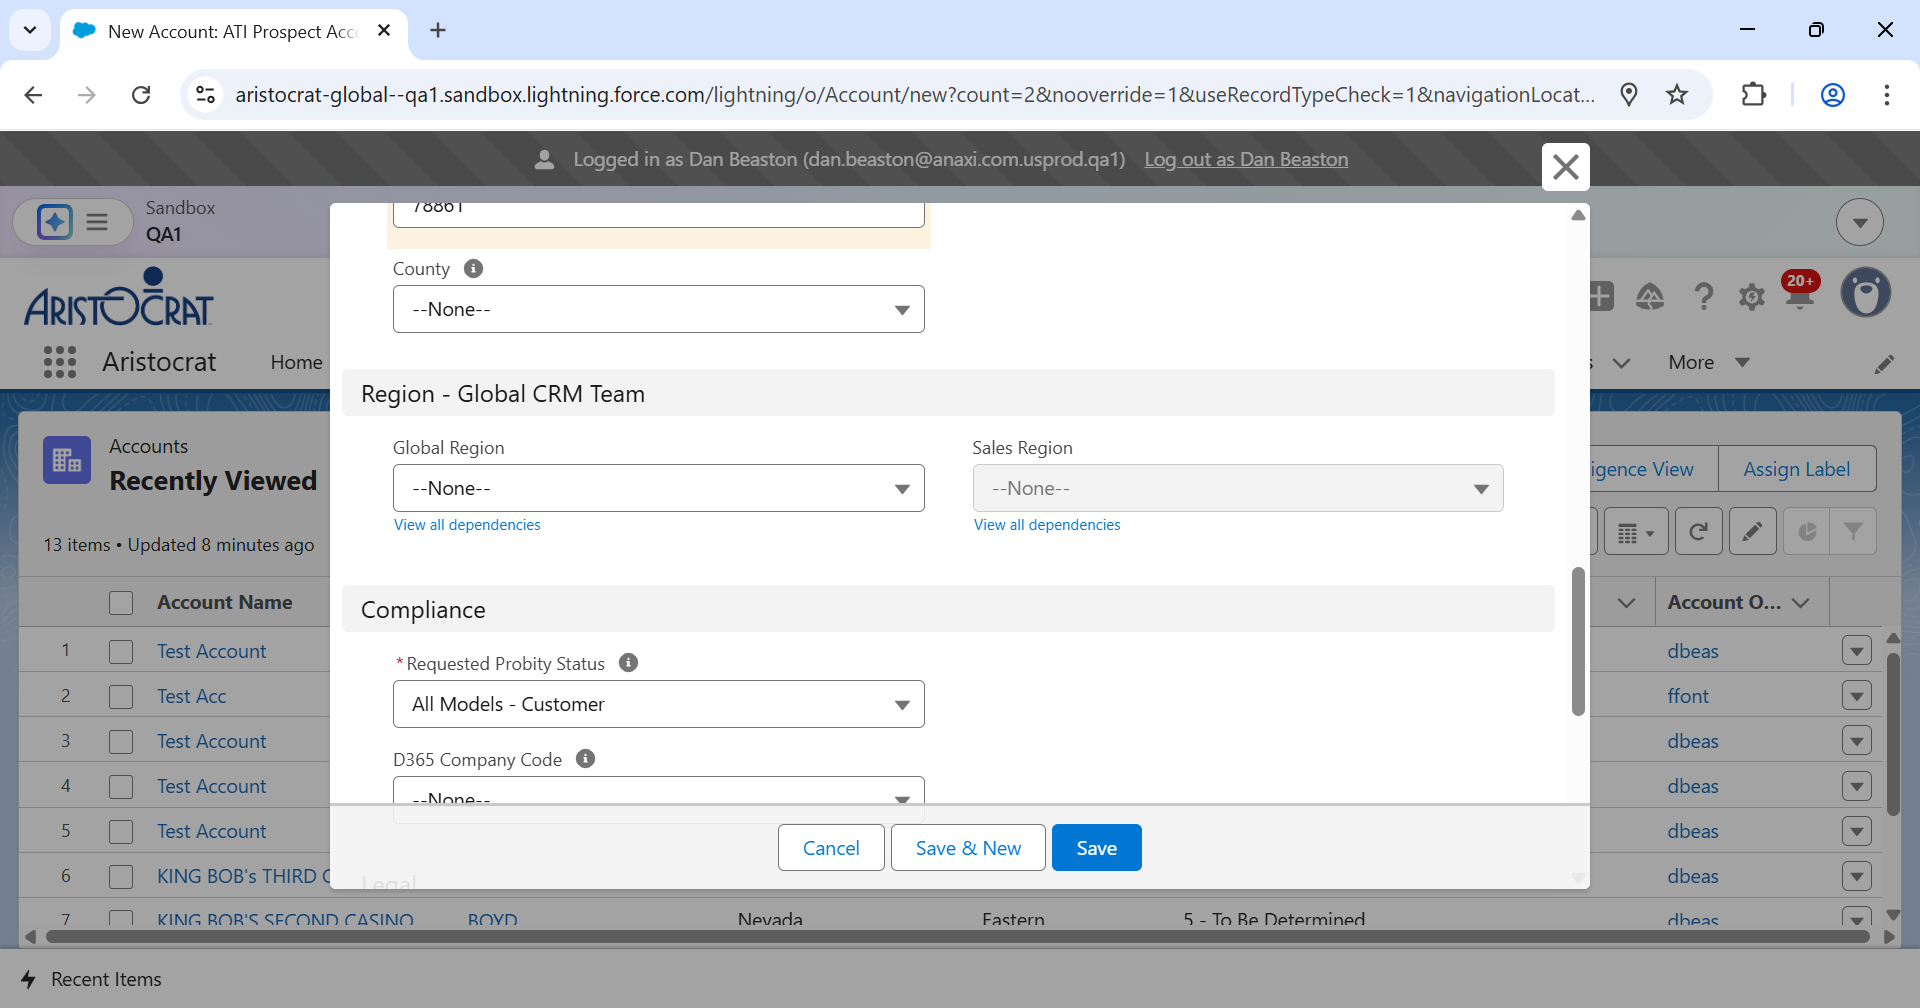 New Account: ATI Prospect Acc
aristocrat-global--qa1.sandbox.lightning.force.com/lightning/o/Account/new?count=2&nooverride=1&useRecordTypeCheck=1&navigationLocat...
Logged in as Dan Beaston (dan.beaston@anaxi.com.usprod.qa1) Log out as Dan Beaston
Sandbox
QA1
78861
County
--None--
ARISTOCRAT
20+
Aristocrat Home
More
Region - Global CRM Team
Global Region Sales Region
--None-- --None--
View all dependencies View all dependencies
Accounts
Recently Viewed
igence View Assign Label
13 items • Updated 8 minutes ago
Compliance
Account Name Account O...
*Requested Probity Status
All Models - Customer
D365 Company Code
--None--
1 Test Account dbeas
2 Test Acc ffont
3 Test Account dbeas
4 Test Account dbeas
5 Test Account dbeas
Cancel Save & New Save
6 KING BOB's THIRD C dbeas
Legal
7 KING BOB'S SECOND CASINO BOYD Nevada Eastern 5 - To Be Determined dbeas
Recent Items